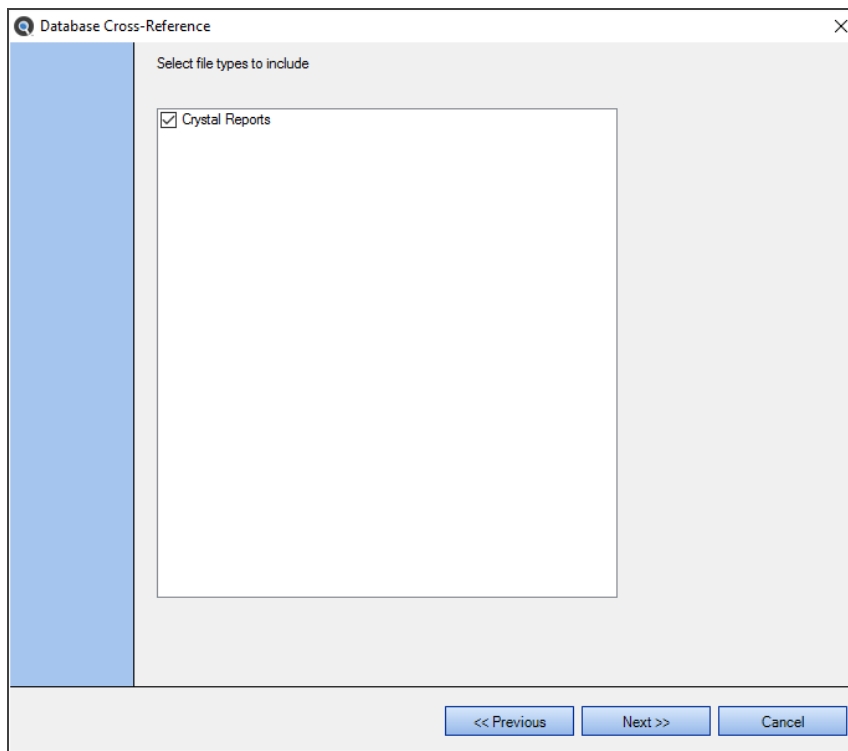 Database Cross-Reference
Select file types to include
Crystal Reports
<< Previous
Next >>
Cancel